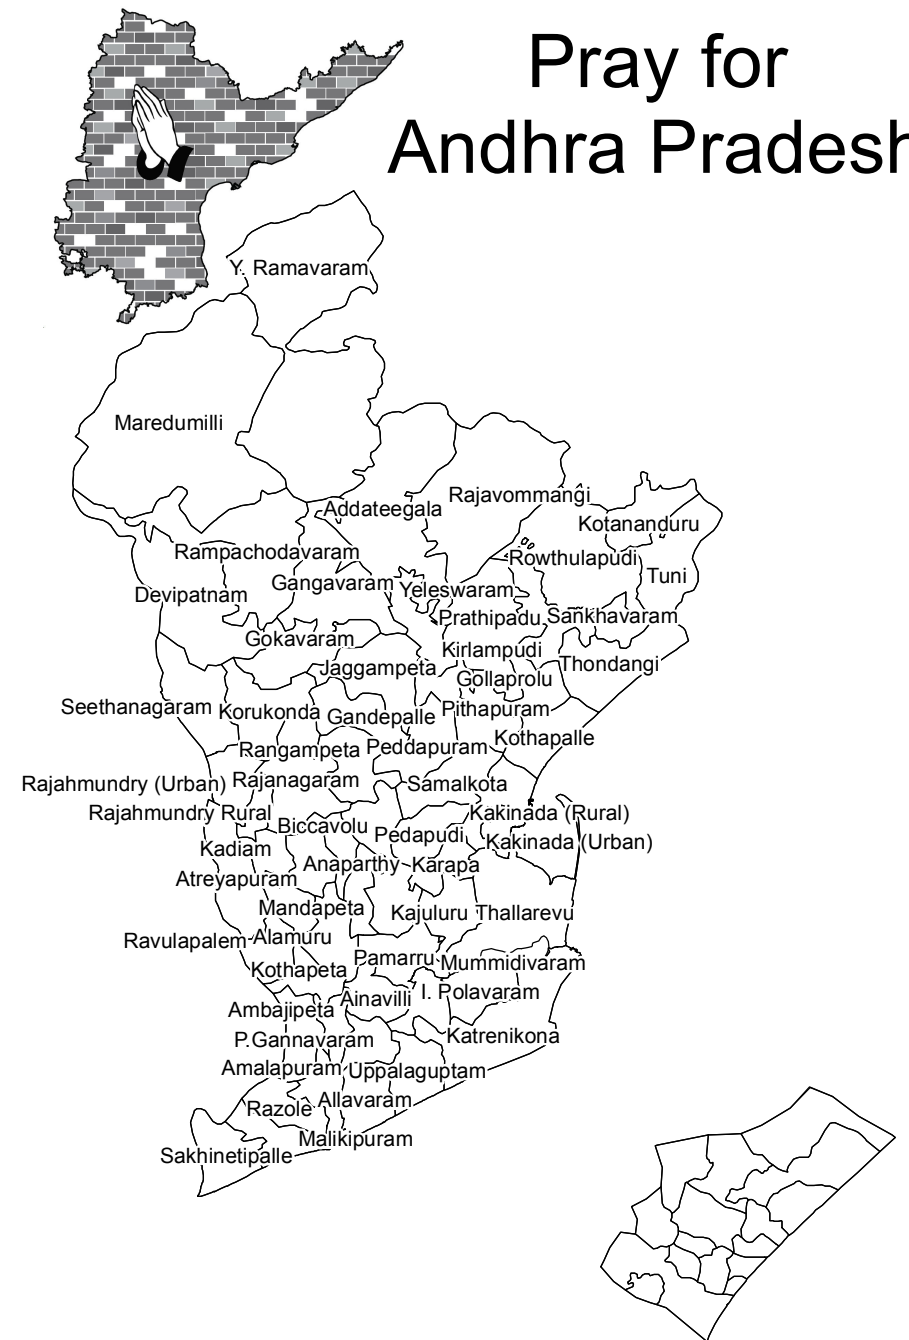 Pray for
Andhra Pradesh
Y. Ramavaram
Maredumilli
Rajavommangi
Addateegala
Kotananduru
Rampachodavaram
Rowthulapudi
Tuni
Gangavaram
Yeleswaram
Devipatnam
Prathipadu
Sankhavaram
Gokavaram
Kirlampudi
Thondangi
Jaggampeta
Gollaprolu
Seethanagaram
Korukonda
Gandepalle
Pithapuram
Kothapalle
Rangampeta
Peddapuram
Rajahmundry (Urban)
Rajanagaram
Samalkota
Rajahmundry Rural
Kakinada (Rural)
Biccavolu
Pedapudi
Kakinada (Urban)
Kadiam
Anaparthy
Karapa
Atreyapuram
Mandapeta
Kajuluru
Thallarevu
Ravulapalem
Alamuru
Pamarru
Mummidivaram
Kothapeta
Ainavilli
I. Polavaram
Ambajipeta
P.Gannavaram
Katrenikona
Amalapuram
Uppalaguptam
Razole
Allavaram
Malikipuram
Sakhinetipalle